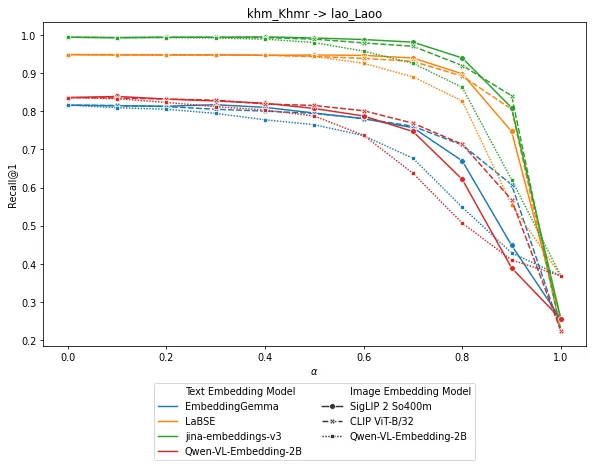 khm_Khmr -> lao_Laoo
1.0
0.9
0.8
0.7
0.6
0.5
0.4
0.3
0.2
Recall@1
0.0 0.2 0.4 0.6 0.8 1.0
α
Text Embedding Model Image Embedding Model
EmbeddingGemma SigLIP 2 So400m
LaBSE CLIP ViT-B/32
jina-embeddings-v3 Qwen-VL-Embedding-2B
Qwen-VL-Embedding-2B